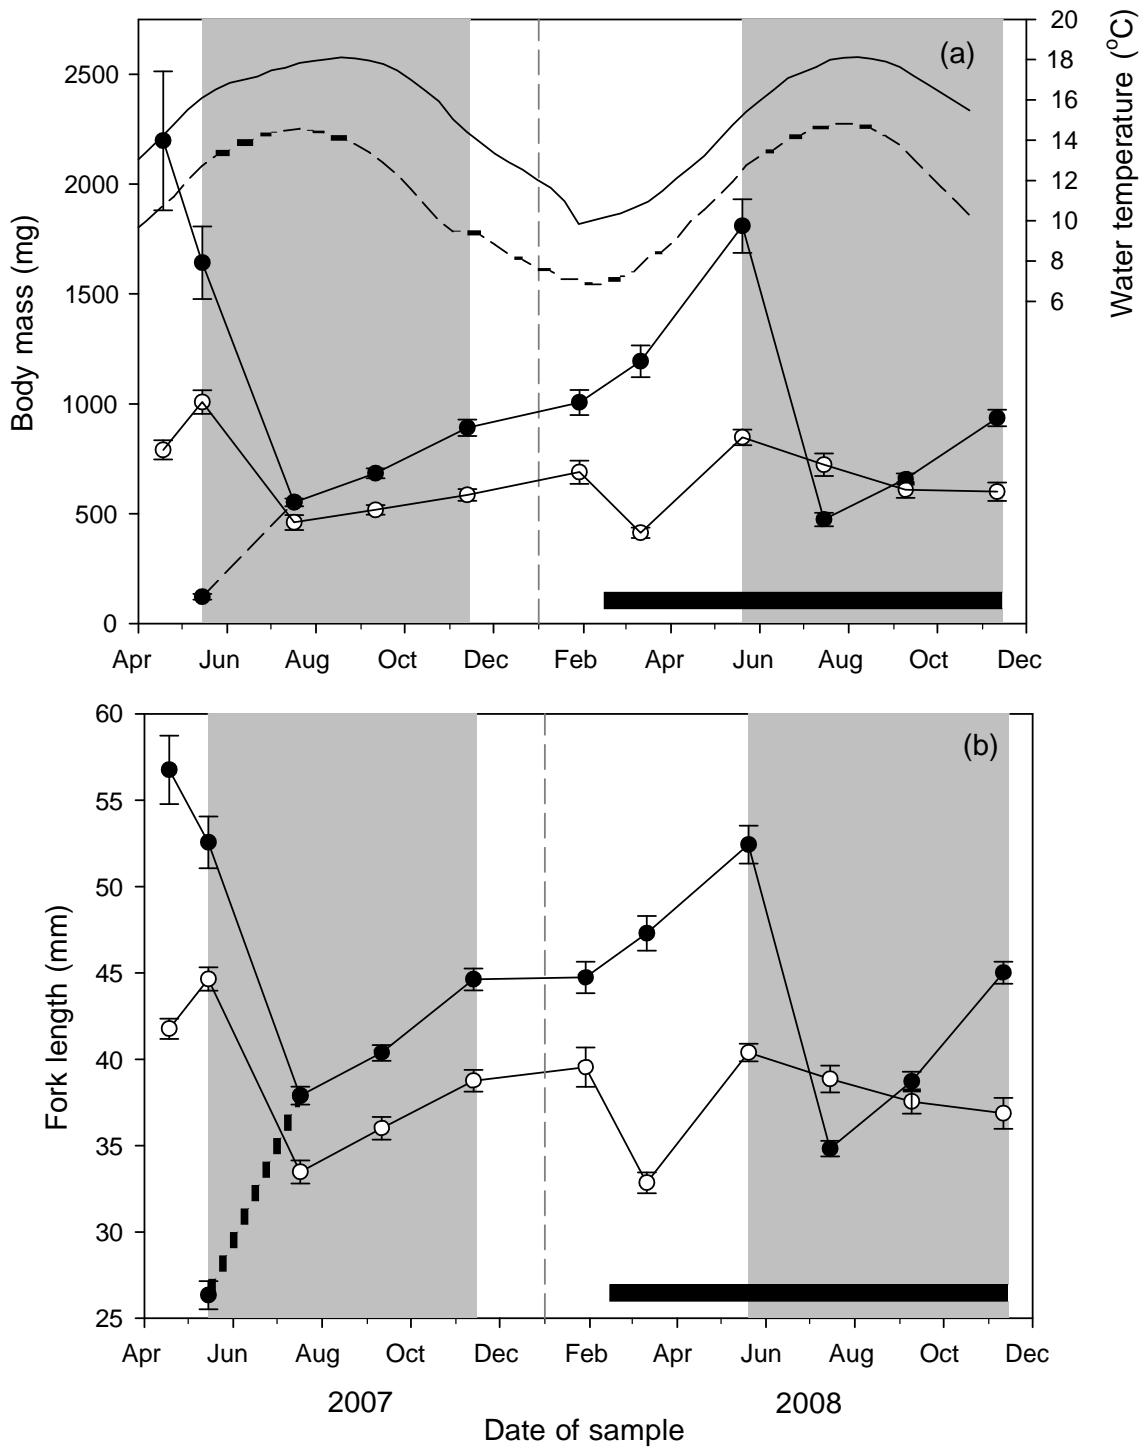 (a)
Body mass (mg)
2500
2000
1500
1000
500
0
Water temperature (°C)
20
18
16
14
12
10
8
6
Apr Jun Aug Oct Dec Feb Apr Jun Aug Oct Dec
(b)
Fork length (mm)
60
55
50
45
40
35
30
25
Apr Jun Aug Oct Dec Feb Apr Jun Aug Oct Dec
2007 2008
Date of sample